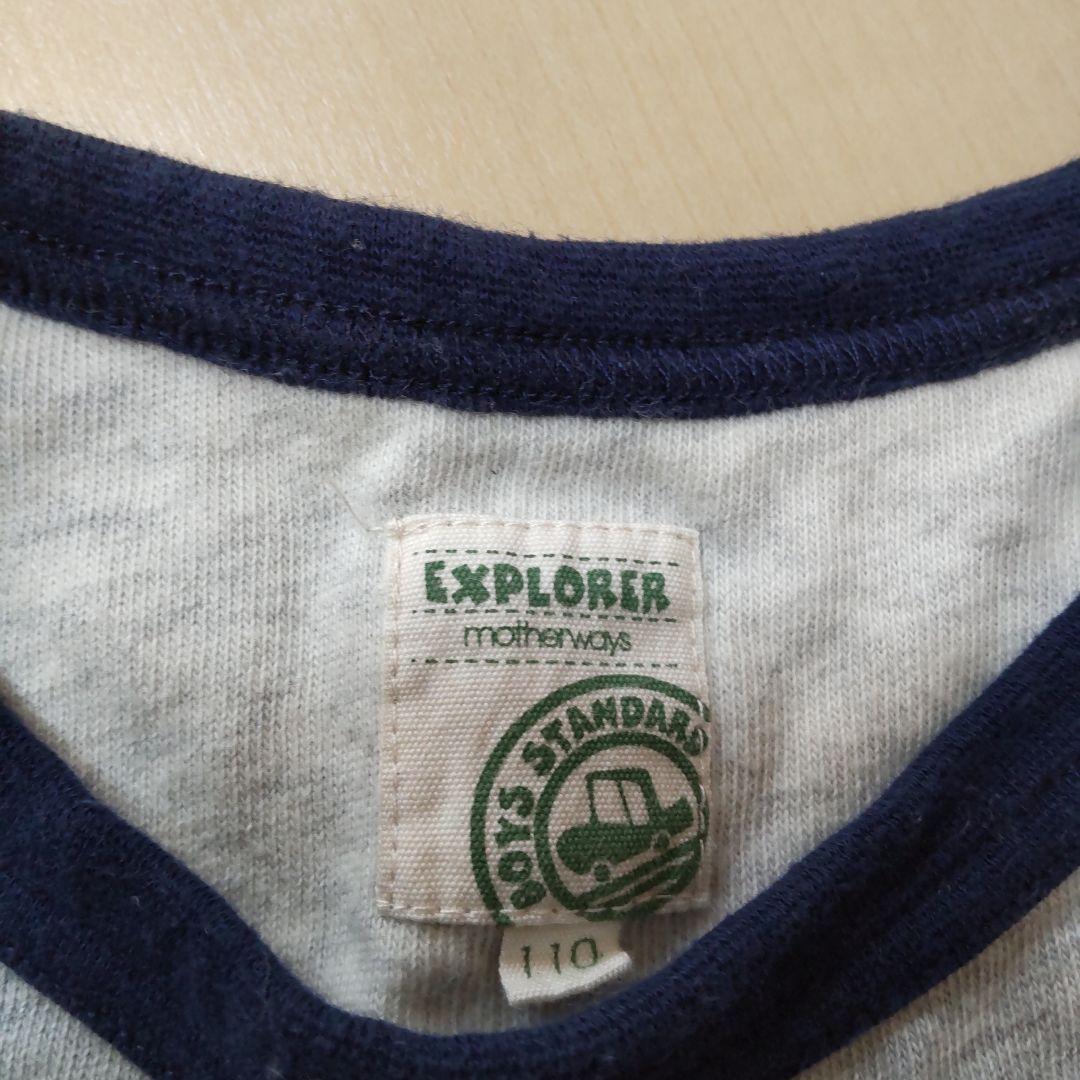 EXPLORER
motherways
BOYS STANDARD
110